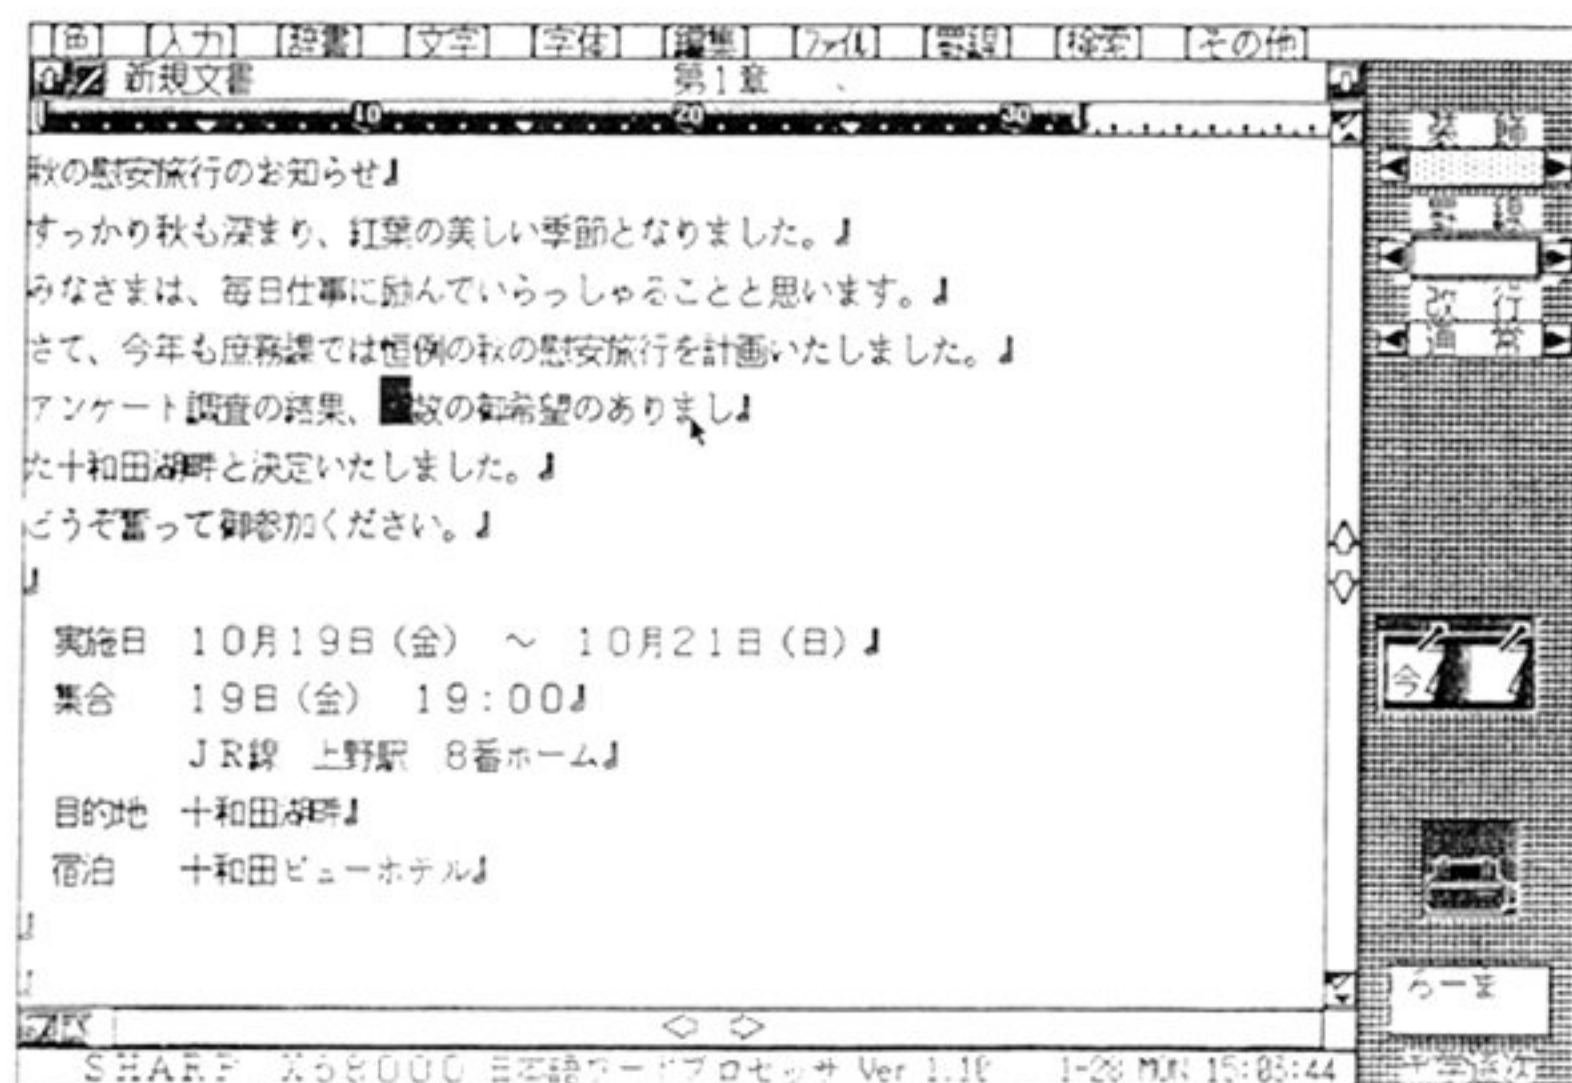 [色] [入力] [辞書] [文字] [字体] [編集] [ファイル] [罫線] [検索] [その他]
新規文書 第1章
10 20 30
秋の慰安旅行のお知らせ
すっかり秋も深まり、紅葉の美しい季節となりました。
みなさまは、毎日仕事に励んでいらっしゃることと思います。
さて、今年も庶務課では恒例の秋の慰安旅行を計画いたしました。
アンケート調査の結果、数の御希望のありまし
た十和田湖畔と決定いたしました。
どうぞ奮って御参加ください。
実施日 10月19日(金) ～ 10月21日(日)
集合 19日(金) 19:00
JR線 上野駅 8番ホーム
目的地 十和田湖畔
宿泊 十和田ビューホテル
SHARP X68000 日本語ワードプロセッサ Ver 1.10 1-28 MON 15:03:44
装飾
罫線
改行
通常
今
ろーま